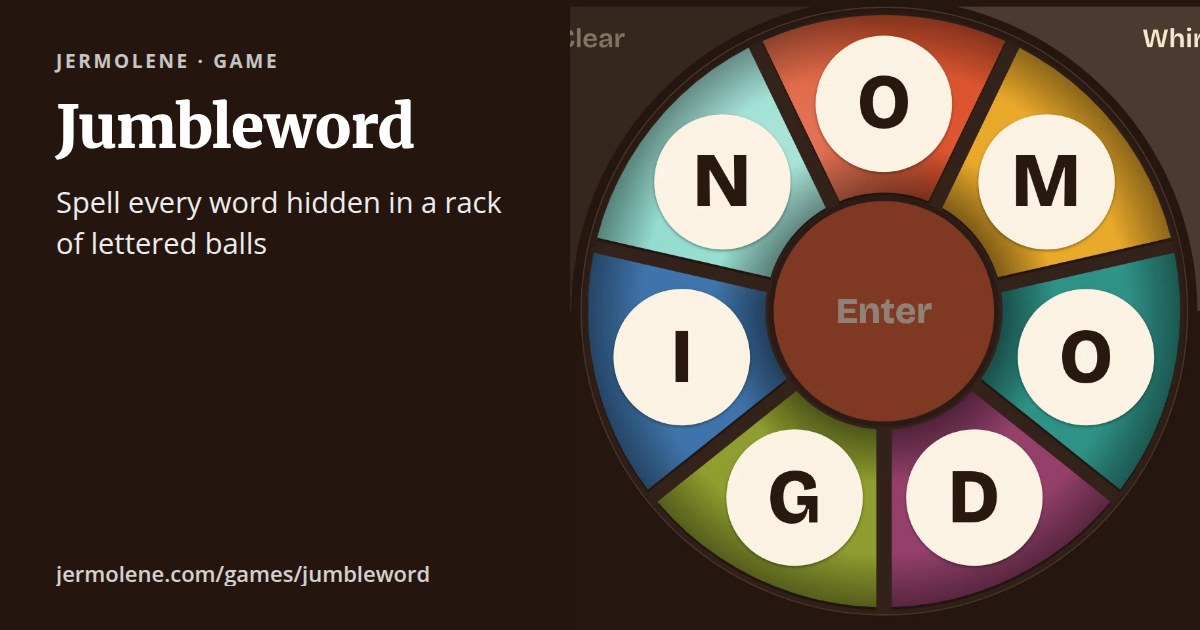 JERMOLENE · GAME
Jumbleword
Spell every word hidden in a rack
of lettered balls
jermolene.com/games/jumbleword
Clear
O
N
M
Enter
I
O
G
D